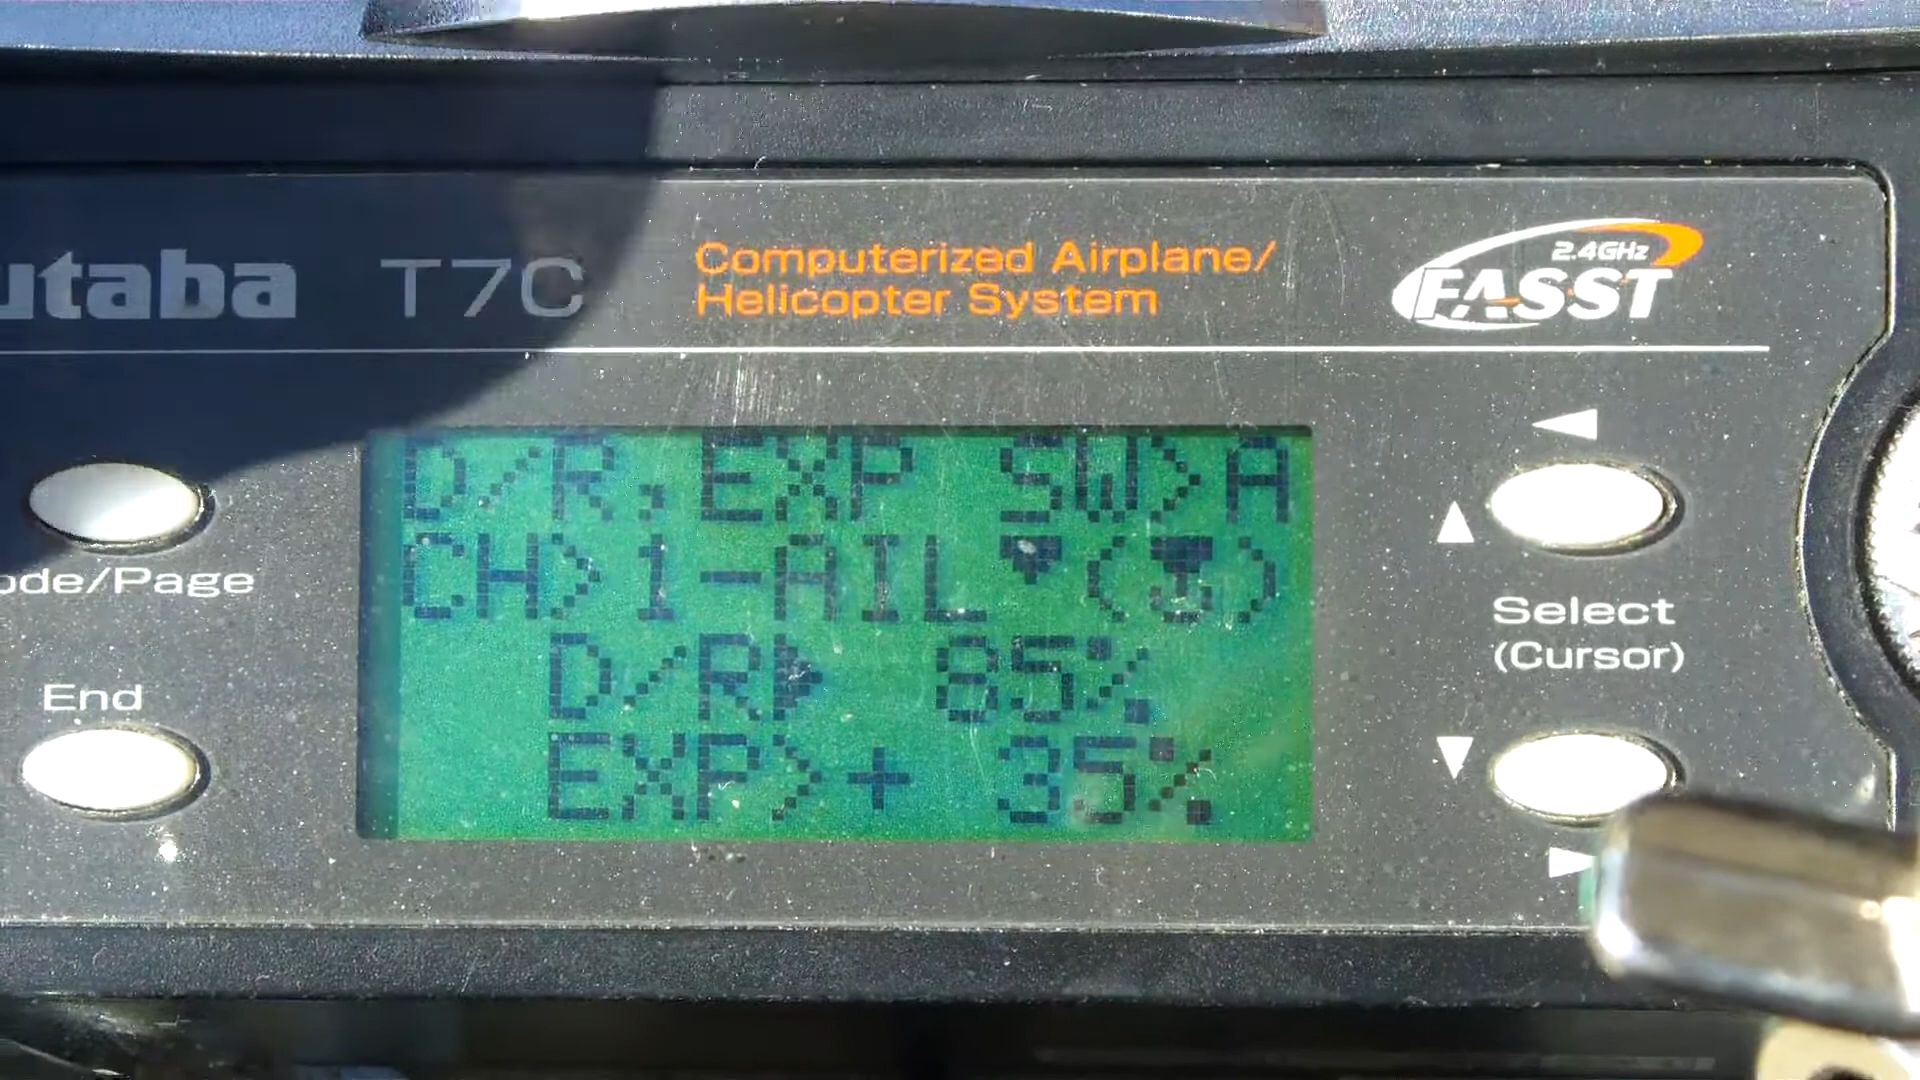 utaba T7C
Computerized Airplane/
Helicopter System
2.4GHz
FASST
D/R,EXP SW>A
CH>1-AIL
D/R 85%
EXP>+ 35%
ode/Page
End
Select
(Cursor)